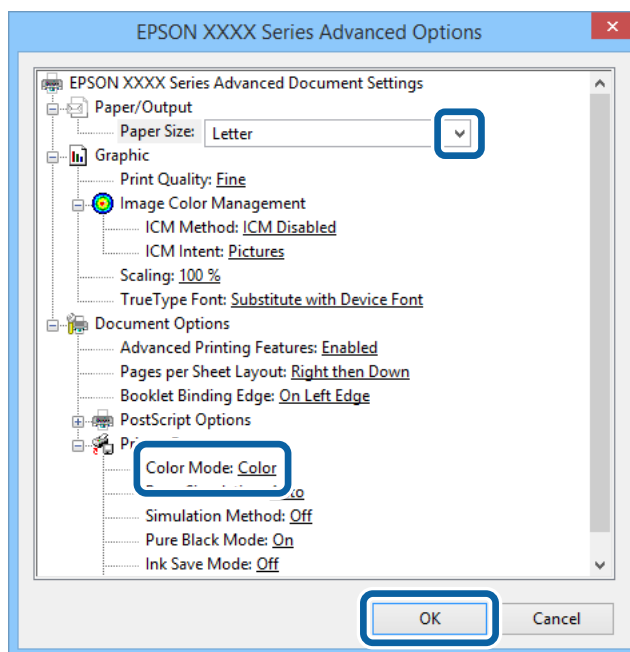 EPSON XXXX Series Advanced Options
EPSON XXXX Series Advanced Document Settings
Paper/Output
Paper Size: Letter
Graphic
Print Quality: Fine
Image Color Management
ICM Method: ICM Disabled
ICM Intent: Pictures
Scaling: 100 %
TrueType Font: Substitute with Device Font
Document Options
Advanced Printing Features: Enabled
Pages per Sheet Layout: Right then Down
Booklet Binding Edge: On Left Edge
PostScript Options
Color Mode: Color
Simulation Method: Off
Pure Black Mode: On
Ink Save Mode: Off
OK Cancel